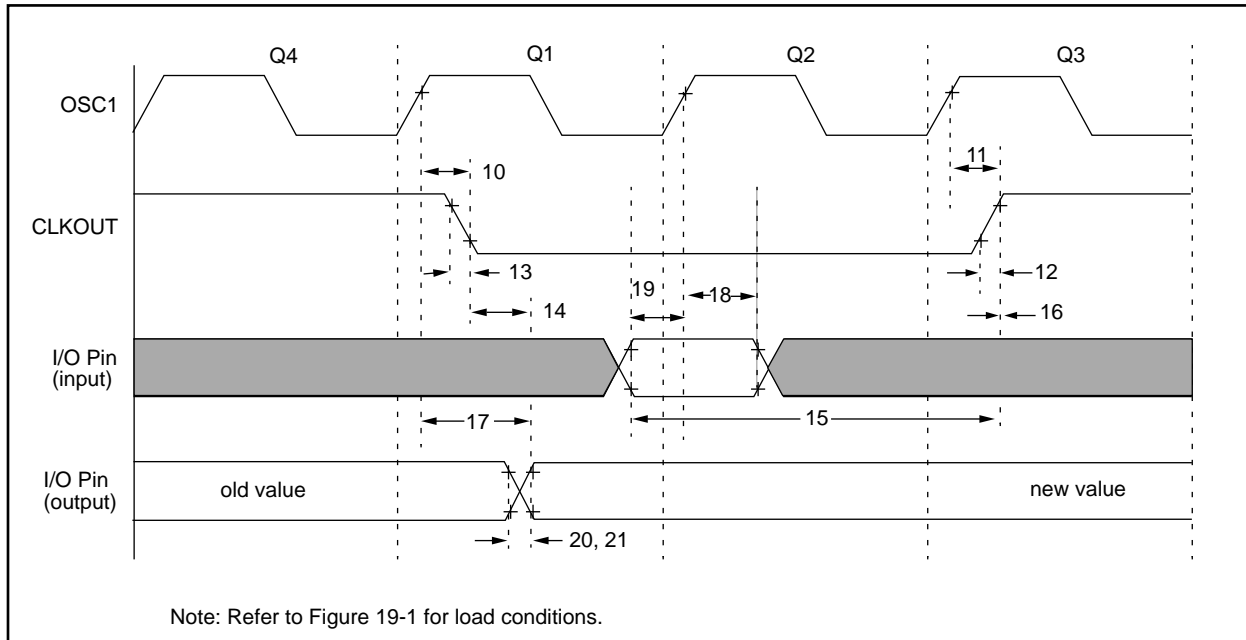 Q4
Q1
Q2
Q3
OSC1
11
10
CLKOUT
13
19
18
12
14
16
I/O Pin
(input)
17
15
I/O Pin
(output)
old value
new value
20, 21
Note: Refer to Figure 19-1 for load conditions.